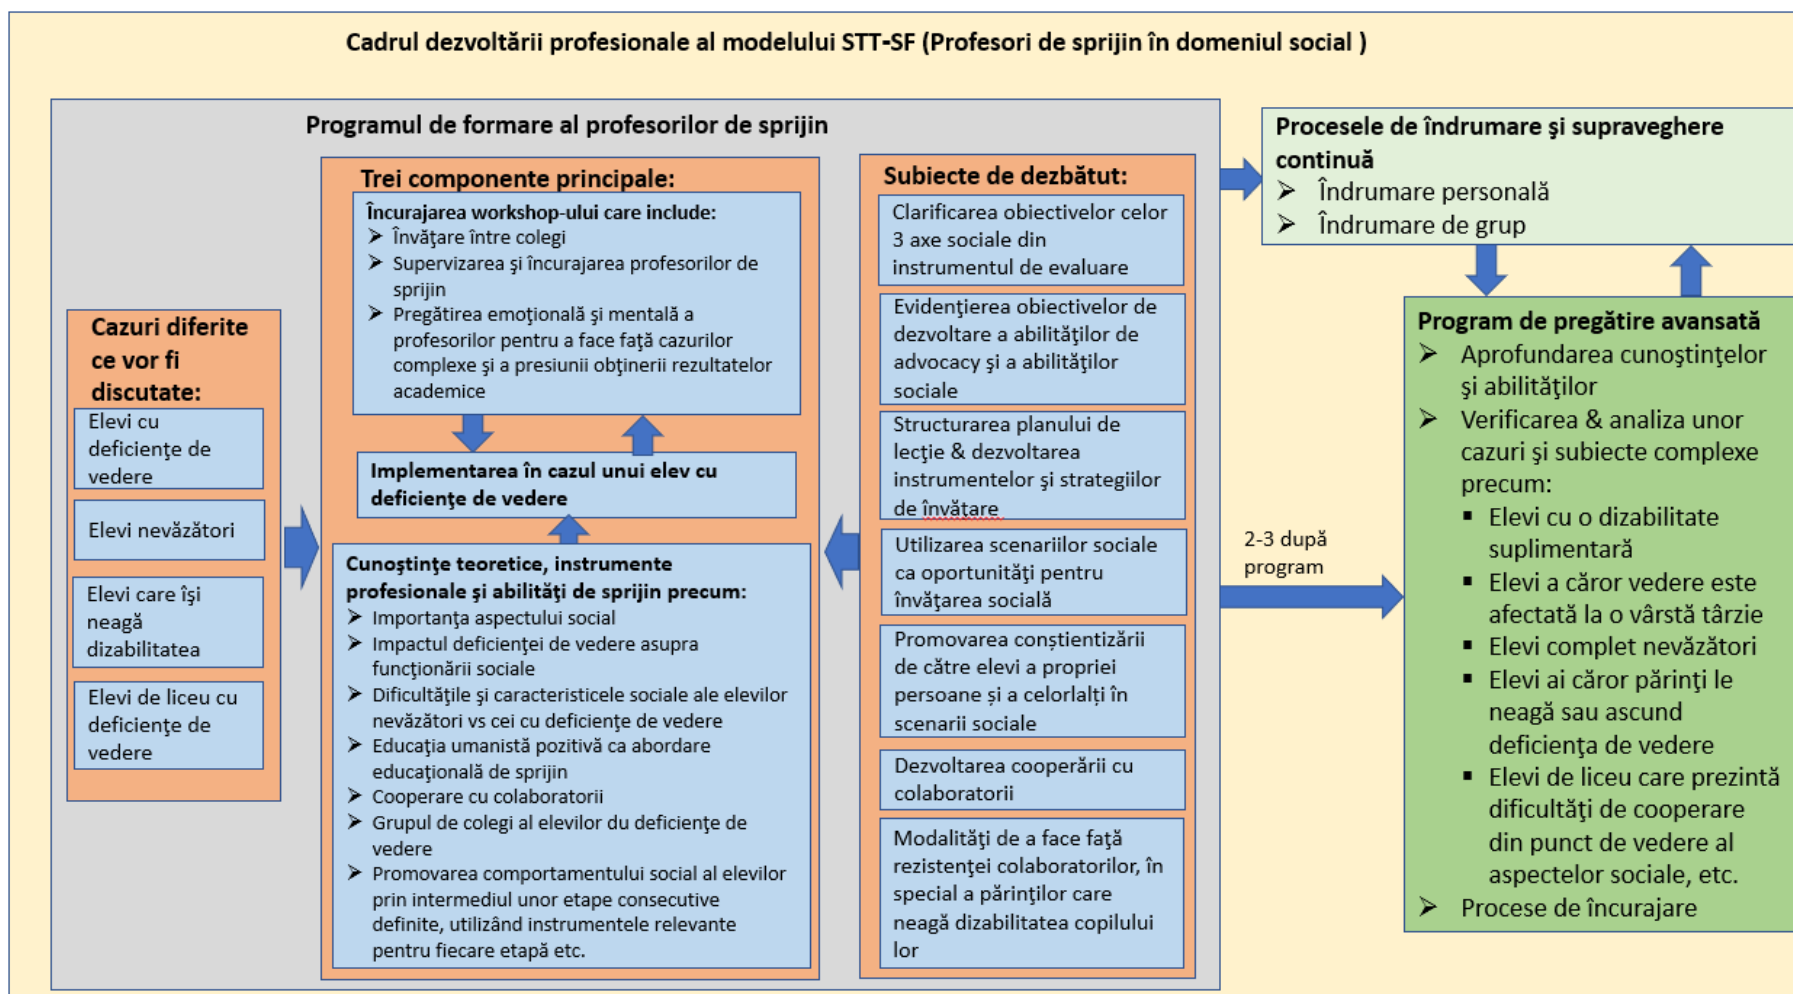 Cadrul dezvoltării profesionale al modelului STT-SF (Profesori de sprijin în domeniul social )
Programul de formare al profesorilor de sprijin
Cazuri diferite
ce vor fi
discutate:
Elevi cu
deficienţe de
vedere
Elevi nevăzători
Elevi care îşi
neagă
dizabilitatea
Elevi de liceu cu
deficienţe de
vedere
Trei componente principale:
Încurajarea workshop-ului care include:
➢ Învăţare între colegi
➢ Supervizarea şi încurajarea profesorilor de
sprijin
➢ Pregătirea emoţională şi mentală a
profesorilor pentru a face faţă cazurilor
complexe şi a presiunii obţinerii rezultatelor
academice
Implementarea în cazul unui elev cu
deficienţe de vedere
Cunoştinţe teoretice, instrumente
profesionale şi abilităţi de sprijin precum:
➢ Importanţa aspectului social
➢ Impactul deficienţei de vedere asupra
funcţionării sociale
➢ Dificultăţile şi caracteristicele sociale ale elevilor
nevăzători vs cei cu deficienţe de vedere
➢ Educaţia umanistă pozitivă ca abordare
educaţională de sprijin
➢ Cooperare cu colaboratorii
➢ Grupul de colegi al elevilor du deficienţe de
vedere
➢ Promovarea comportamentului social al elevilor
prin intermediul unor etape consecutive
definite, utilizând instrumentele relevante
pentru fiecare etapă etc.
Subiecte de dezbătut:
Clarificarea obiectivelor celor
3 axe sociale din
instrumentul de evaluare
Evidenţierea obiectivelor de
dezvoltare a abilităţilor de
advocacy şi a abilităţilor
sociale
Structurarea planului de
lecţie & dezvoltarea
instrumentelor şi strategiilor
de învăţare
Utilizarea scenariilor sociale
ca oportunităţi pentru
învăţarea socială
Promovarea conștientizării
de către elevi a propriei
persoane și a celorlalți în
scenarii sociale
Dezvoltarea cooperării cu
colaboratorii
Modalităţi de a face faţă
rezistenţei colaboratorilor, în
special a părinţilor care
neagă dizabilitatea copilului
lor
2-3 după
program
Procesele de îndrumare şi supraveghere
continuă
➢ Îndrumare personală
➢ Îndrumare de grup
Program de pregătire avansată
➢ Aprofundarea cunoştinţelor
şi abilităţilor
➢ Verificarea & analiza unor
cazuri şi subiecte complexe
precum:
▪ Elevi cu o dizabilitate
suplimentară
▪ Elevi a căror vedere este
afectată la o vârstă târzie
▪ Elevi complet nevăzători
▪ Elevi ai căror părinţi le
neagă sau ascund
deficienţa de vedere
▪ Elevi de liceu care prezintă
dificultăţi de cooperare
din punct de vedere al
aspectelor sociale, etc.
➢ Procese de încurajare